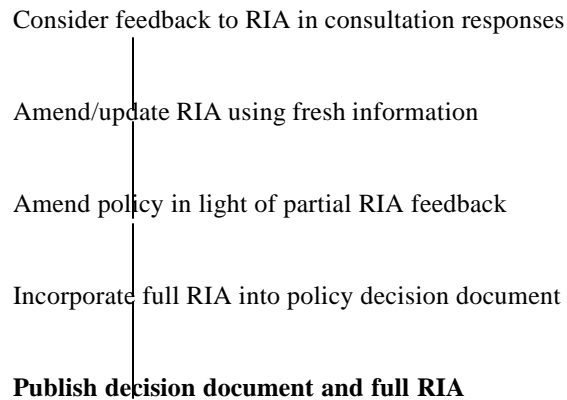 Consider feedback to RIA in consultation responses
Amend/update RIA using fresh information
Amend policy in light of partial RIA feedback
Incorporate full RIA into policy decision document
Publish decision document and full RIA